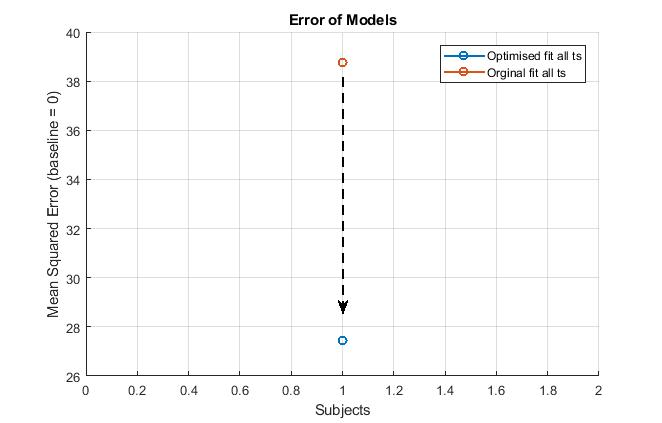 Error of Models
Optimised fit all ts
Orginal fit all ts
Mean Squared Error (baseline = 0)
40
38
36
34
32
30
28
26
0 0.2 0.4 0.6 0.8 1 1.2 1.4 1.6 1.8 2
Subjects